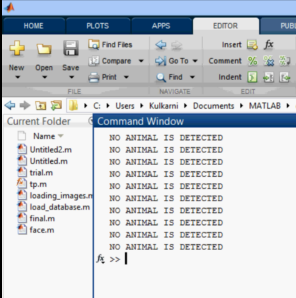 HOME PLOTS APPS EDITOR PUB
Find Files Insert fx
New Open Save Compare Go To Comment %
Print Find Indent
FILE NAVIGATE EDIT
C: Users Kulkarni Documents MATLAB
Current Folder Command Window
Name
Untitled2.m
Untitled.m
trial.m
tp.m
loading_images.m
load_database.m
final.m
face.m
NO ANIMAL IS DETECTED
NO ANIMAL IS DETECTED
NO ANIMAL IS DETECTED
NO ANIMAL IS DETECTED
NO ANIMAL IS DETECTED
NO ANIMAL IS DETECTED
NO ANIMAL IS DETECTED
NO ANIMAL IS DETECTED
NO ANIMAL IS DETECTED
NO ANIMAL IS DETECTED
fx >>